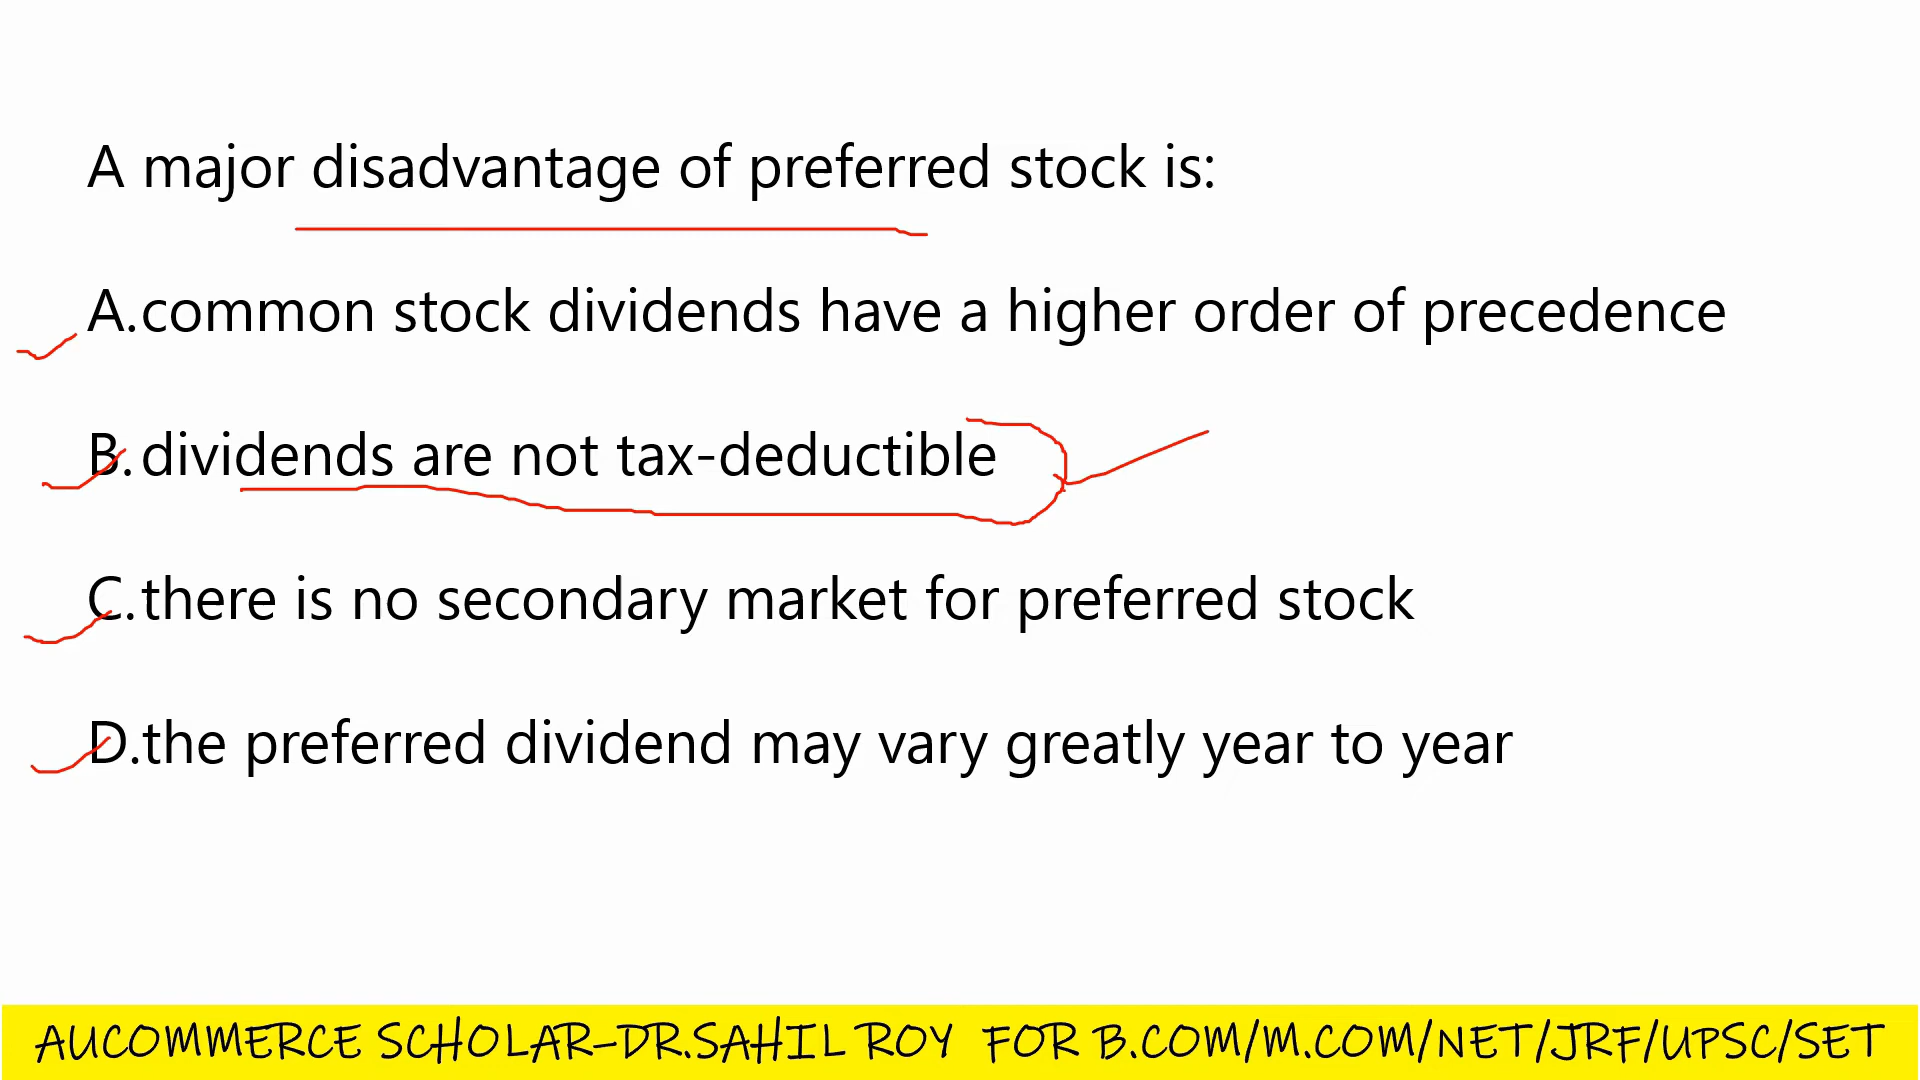 A major disadvantage of preferred stock is:
A.common stock dividends have a higher order of precedence
B.dividends are not tax-deductible
C.there is no secondary market for preferred stock
D.the preferred dividend may vary greatly year to year
AUCOMMERCE SCHOLAR-DR.SAHIL ROY FOR B.COM/M.COM/NET/JRF/UPSC/SET